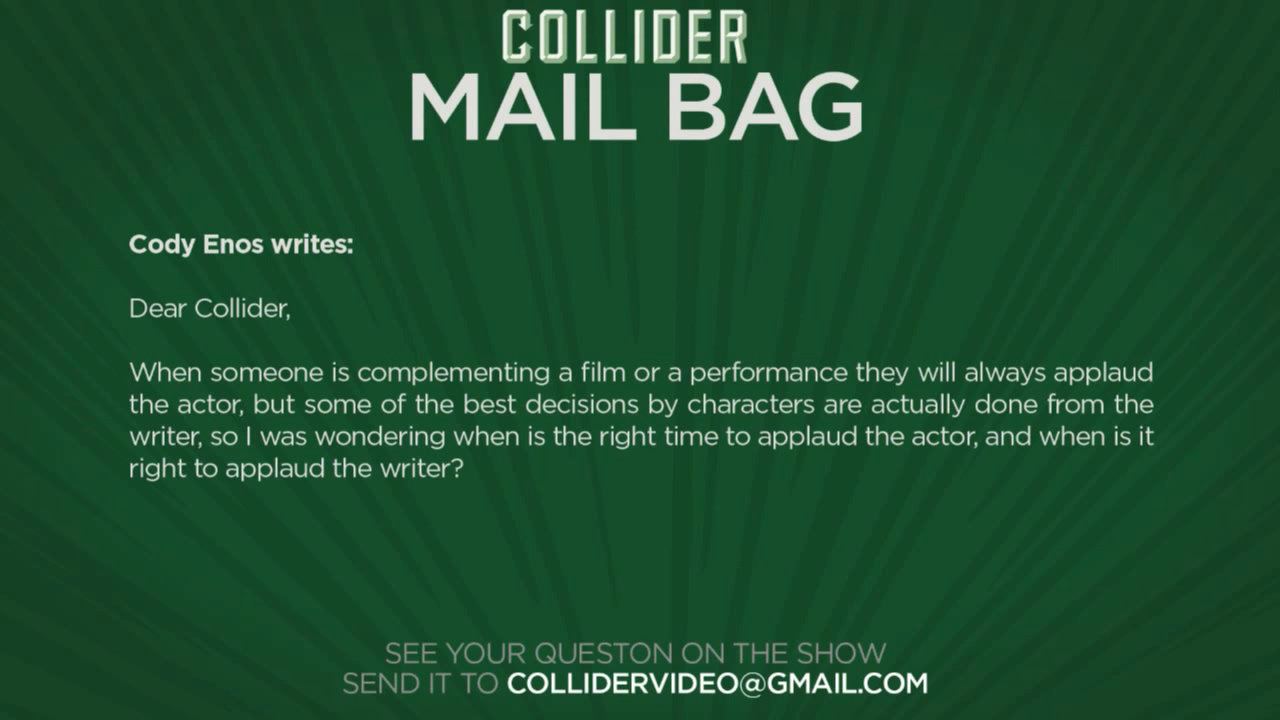 COLLIDER
MAIL BAG
Cody Enos writes:
Dear Collider,
When someone is complementing a film or a performance they will always applaud
the actor, but some of the best decisions by characters are actually done from the
writer, so I was wondering when is the right time to applaud the actor, and when is it
right to applaud the writer?
SEE YOUR QUESTON ON THE SHOW
SEND IT TO COLLIDERVIDEO@GMAIL.COM